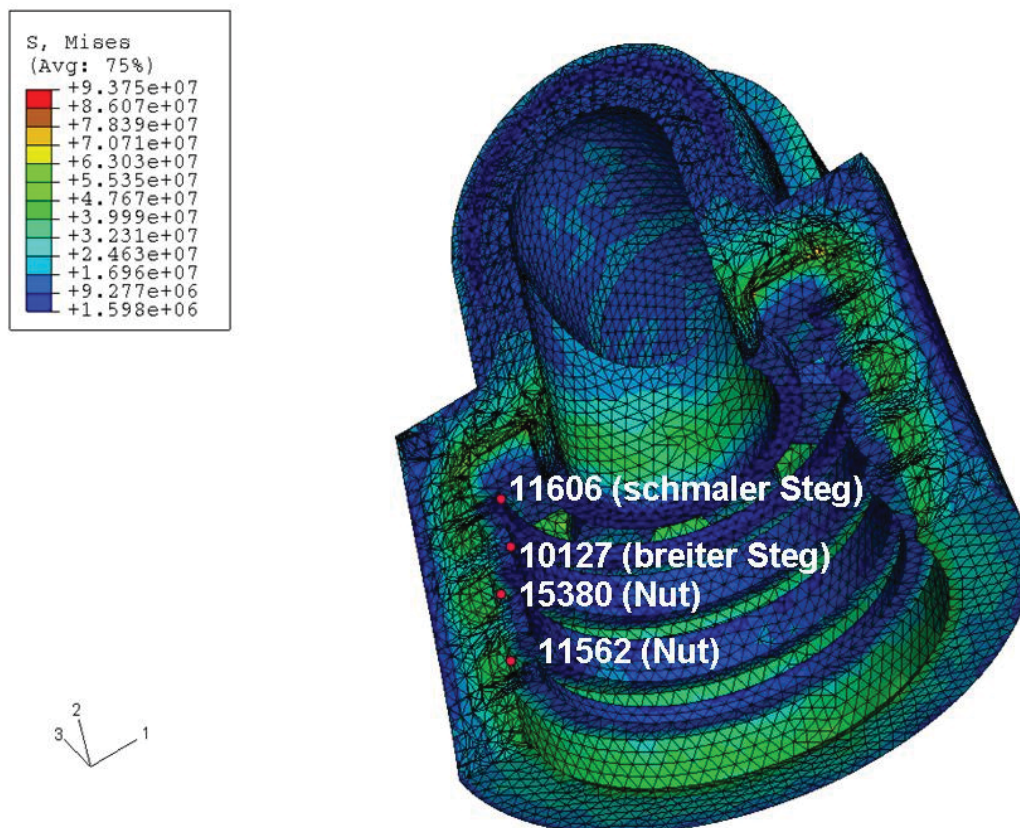 S, Mises
(Avg: 75%)
+9.375e+07
+8.607e+07
+7.839e+07
+7.071e+07
+6.303e+07
+5.535e+07
+4.767e+07
+3.999e+07
+3.231e+07
+2.463e+07
+1.696e+07
+9.277e+06
+1.598e+06
11606 (schmaler Steg)
10127 (breiter Steg)
15380 (Nut)
11562 (Nut)
2
3
1